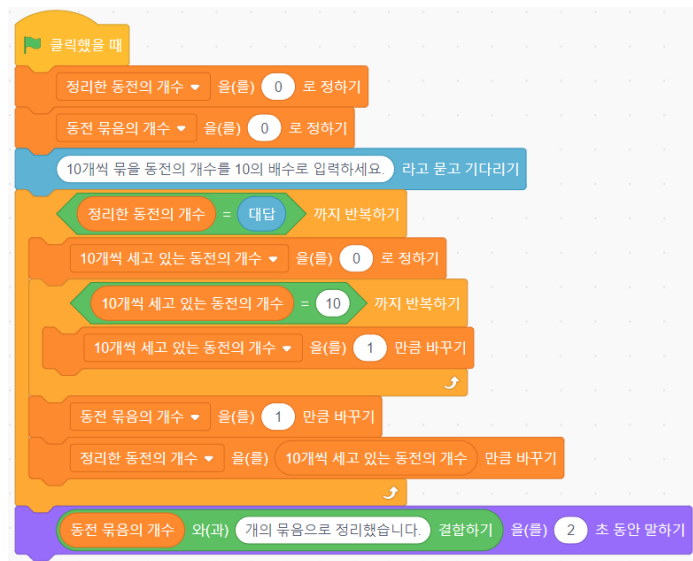 클릭했을 때
정리한 동전의 개수 을(를) 0 로 정하기
동전 묶음의 개수 을(를) 0 로 정하기
10개씩 묶을 동전의 개수를 10의 배수로 입력하세요. 라고 묻고 기다리기
정리한 동전의 개수 = 대답 까지 반복하기
10개씩 세고 있는 동전의 개수 을(를) 0 로 정하기
10개씩 세고 있는 동전의 개수 = 10 까지 반복하기
10개씩 세고 있는 동전의 개수 을(를) 1 만큼 바꾸기
동전 묶음의 개수 을(를) 1 만큼 바꾸기
정리한 동전의 개수 을(를) 10개씩 세고 있는 동전의 개수 만큼 바꾸기
동전 묶음의 개수 와(과) 개의 묶음으로 정리했습니다. 결합하기 을(를) 2 초 동안 말하기